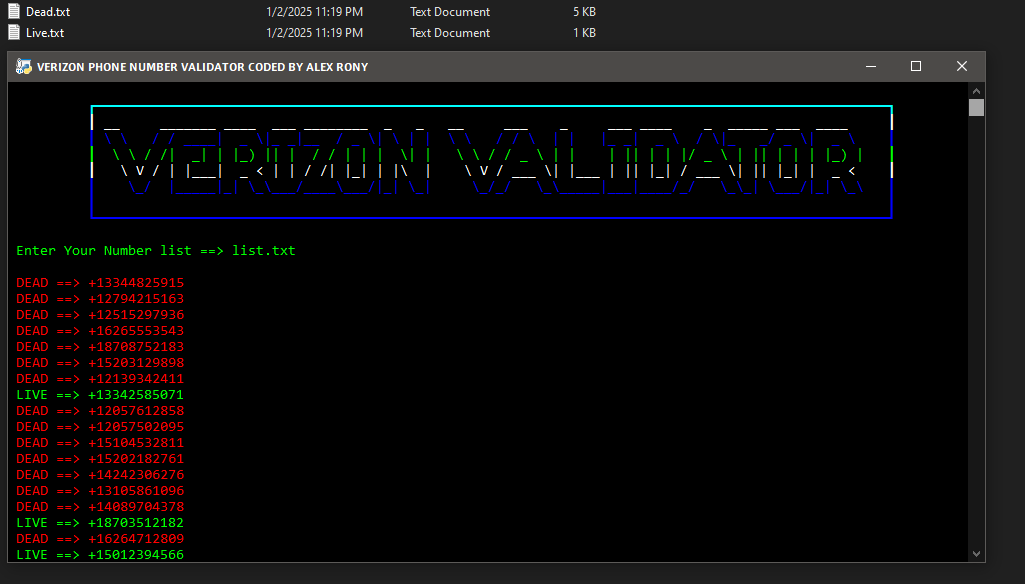 Dead.txt 1/2/2025 11:19 PM Text Document 5 KB
Live.txt 1/2/2025 11:19 PM Text Document 1 KB
VERIZON PHONE NUMBER VALIDATOR CODED BY ALEX RONY
VERIZON VALIDATOR
Enter Your Number list ==> list.txt
DEAD ==> +13344825915
DEAD ==> +12794215163
DEAD ==> +12515297936
DEAD ==> +16265553543
DEAD ==> +18708752183
DEAD ==> +15203129898
DEAD ==> +12139342411
LIVE ==> +13342585071
DEAD ==> +12057612858
DEAD ==> +12057502095
DEAD ==> +15104532811
DEAD ==> +15202182761
DEAD ==> +14242306276
DEAD ==> +13105861096
DEAD ==> +14089704378
LIVE ==> +18703512182
DEAD ==> +16264712809
LIVE ==> +15012394566